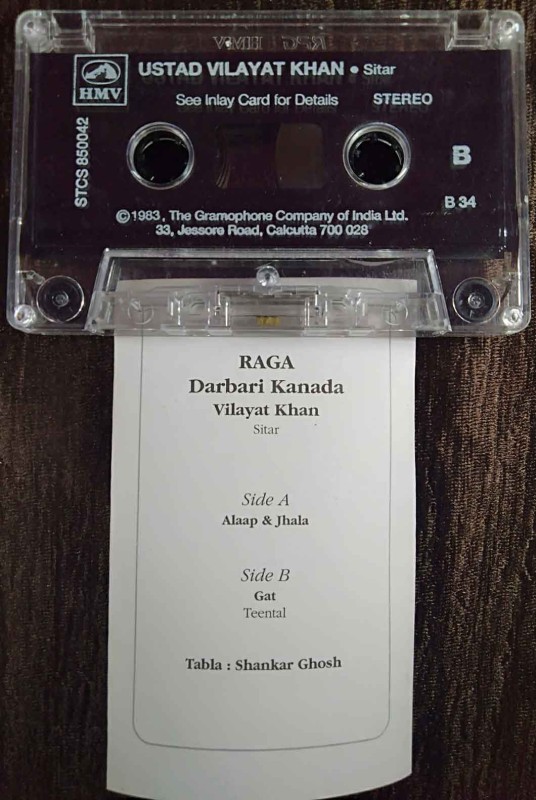 HMV
USTAD VILAYAT KHAN • Sitar
See Inlay Card for Details STEREO
STCS 850042
B
B 34
©1983, The Gramophone Company of India Ltd.
33, Jessore Road, Calcutta 700 028
RAGA
Darbari Kanada
Vilayat Khan
Sitar
Side A
Alaap & Jhala
Side B
Gat
Teental
Tabla : Shankar Ghosh